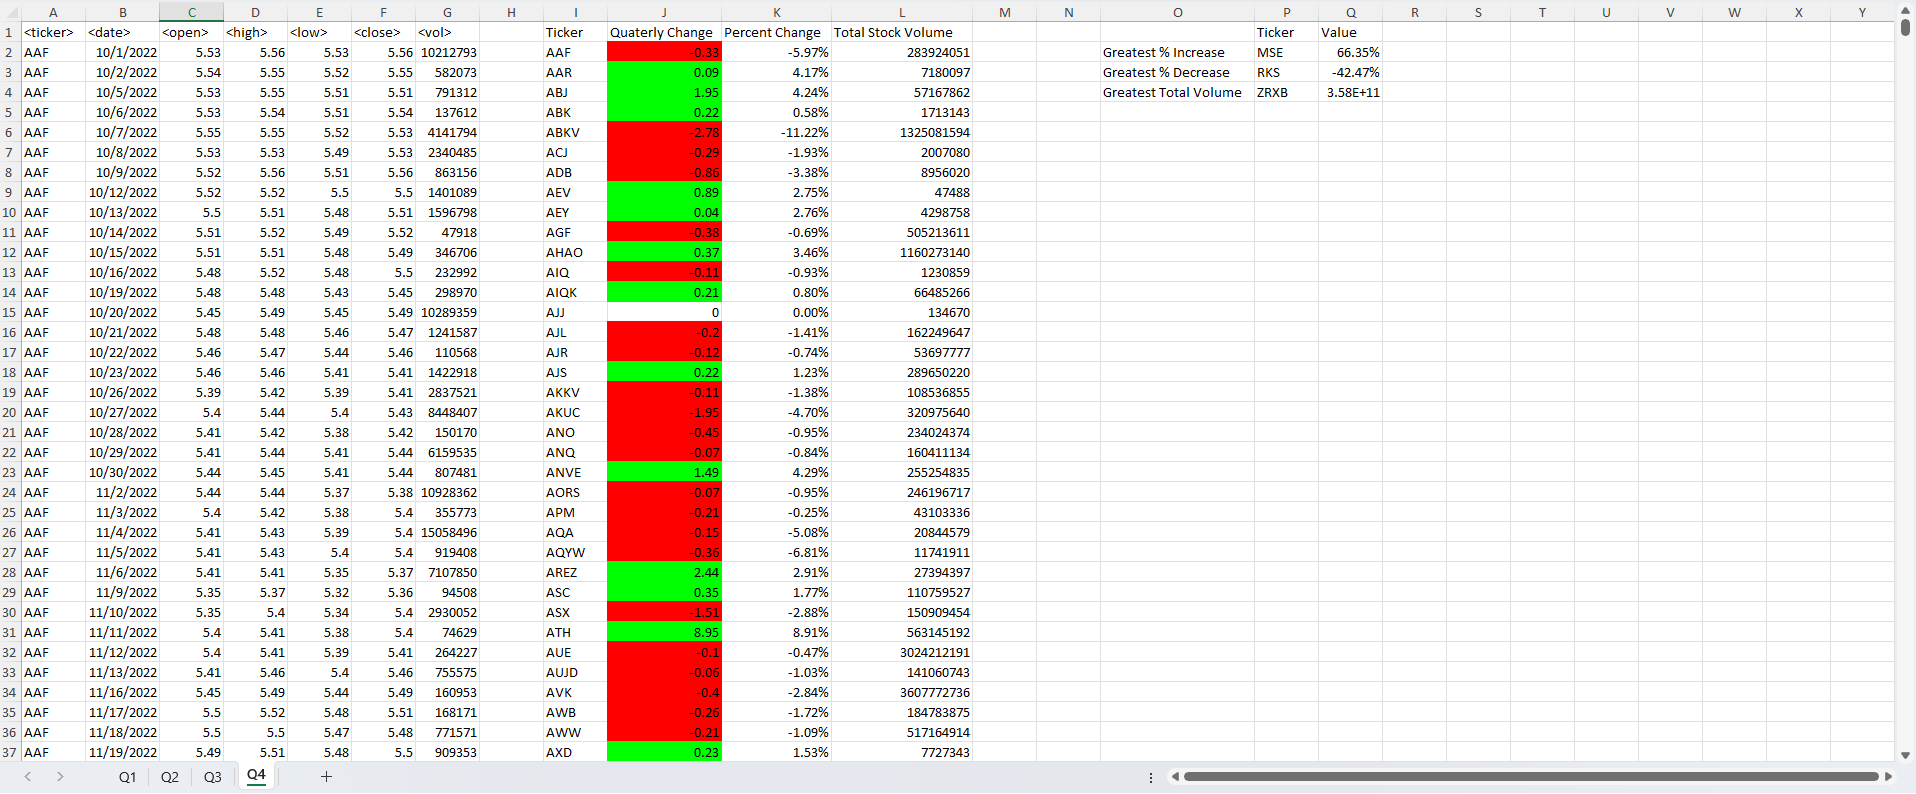 A B C D E F G H I J K L M N O P Q R S T U V W X Y
1 <ticker> <date> <open> <high> <low> <close> <vol> Ticker Quaterly Change Percent Change Total Stock Volume Ticker Value
2 AAF 10/1/2022 5.53 5.56 5.53 5.56 10212793 AAF -0.33 -5.97% 283924051 Greatest % Increase MSE 66.35%
3 AAF 10/2/2022 5.54 5.55 5.52 5.55 582073 AAR 0.09 4.17% 7180097 Greatest % Decrease RKS -42.47%
4 AAF 10/5/2022 5.53 5.55 5.51 5.51 791312 ABJ 1.95 4.24% 57167862 Greatest Total Volume ZRXB 3.58E+11
5 AAF 10/6/2022 5.53 5.54 5.51 5.54 137612 ABK 0.22 0.58% 1713143
6 AAF 10/7/2022 5.55 5.55 5.52 5.53 4141794 ABKV -2.78 -11.22% 1325081594
7 AAF 10/8/2022 5.53 5.53 5.49 5.53 2340485 ACJ -0.29 -1.93% 2007080
8 AAF 10/9/2022 5.52 5.56 5.51 5.56 863156 ADB -0.86 -3.38% 8956020
9 AAF 10/12/2022 5.52 5.52 5.5 5.5 1401089 AEV 0.89 2.75% 47488
10 AAF 10/13/2022 5.5 5.51 5.48 5.51 1596798 AEY 0.04 2.76% 4298758
11 AAF 10/14/2022 5.51 5.52 5.49 5.52 47918 AGF -0.38 -0.69% 505213611
12 AAF 10/15/2022 5.51 5.51 5.48 5.49 346706 AHAO 0.37 3.46% 1160273140
13 AAF 10/16/2022 5.48 5.52 5.48 5.5 232992 AIQ -0.11 -0.93% 1230859
14 AAF 10/19/2022 5.48 5.48 5.43 5.45 298970 AIQK 0.21 0.80% 66485266
15 AAF 10/20/2022 5.45 5.49 5.45 5.49 10289359 AJJ 0 0.00% 134670
16 AAF 10/21/2022 5.48 5.48 5.46 5.47 1241587 AJL -0.2 -1.41% 162249647
17 AAF 10/22/2022 5.46 5.47 5.44 5.46 110568 AJR -0.12 -0.74% 53697777
18 AAF 10/23/2022 5.46 5.46 5.41 5.41 1422918 AJS 0.22 1.23% 289650220
19 AAF 10/26/2022 5.39 5.42 5.39 5.41 2837521 AKKV -0.11 -1.38% 108536855
20 AAF 10/27/2022 5.4 5.44 5.4 5.43 8448407 AKUC -1.95 -4.70% 320975640
21 AAF 10/28/2022 5.41 5.42 5.38 5.42 150170 ANO -0.45 -0.95% 234024374
22 AAF 10/29/2022 5.41 5.44 5.41 5.44 6159535 ANQ -0.07 -0.84% 160411134
23 AAF 10/30/2022 5.44 5.45 5.41 5.44 807481 ANVE 1.49 4.29% 255254835
24 AAF 11/2/2022 5.44 5.44 5.37 5.38 10928362 AORS -0.07 -0.95% 246196717
25 AAF 11/3/2022 5.4 5.42 5.38 5.4 355773 APM -0.21 -0.25% 43103336
26 AAF 11/4/2022 5.41 5.43 5.39 5.4 15058496 AQA -0.15 -5.08% 20844579
27 AAF 11/5/2022 5.41 5.43 5.4 5.4 919408 AQYW -0.36 -6.81% 11741911
28 AAF 11/6/2022 5.41 5.41 5.35 5.37 7107850 AREZ 2.44 2.91% 27394397
29 AAF 11/9/2022 5.35 5.37 5.32 5.36 94508 ASC 0.35 1.77% 110759527
30 AAF 11/10/2022 5.35 5.4 5.34 5.4 2930052 ASX -1.51 -2.88% 150909454
31 AAF 11/11/2022 5.4 5.41 5.38 5.4 74629 ATH 8.95 8.91% 563145192
32 AAF 11/12/2022 5.4 5.41 5.39 5.41 264227 AUE -0.1 -0.47% 3024212191
33 AAF 11/13/2022 5.41 5.46 5.4 5.46 755575 AUJD -0.06 -1.03% 141060743
34 AAF 11/16/2022 5.45 5.49 5.44 5.49 160953 AVK -0.4 -2.84% 3607772736
35 AAF 11/17/2022 5.5 5.52 5.48 5.51 168171 AWB -0.26 -1.72% 184783875
36 AAF 11/18/2022 5.5 5.5 5.47 5.48 771571 AWW -0.21 -1.09% 517164914
37 AAF 11/19/2022 5.49 5.51 5.48 5.5 909353 AXD 0.23 1.53% 7727343
Q1 Q2 Q3 Q4 +